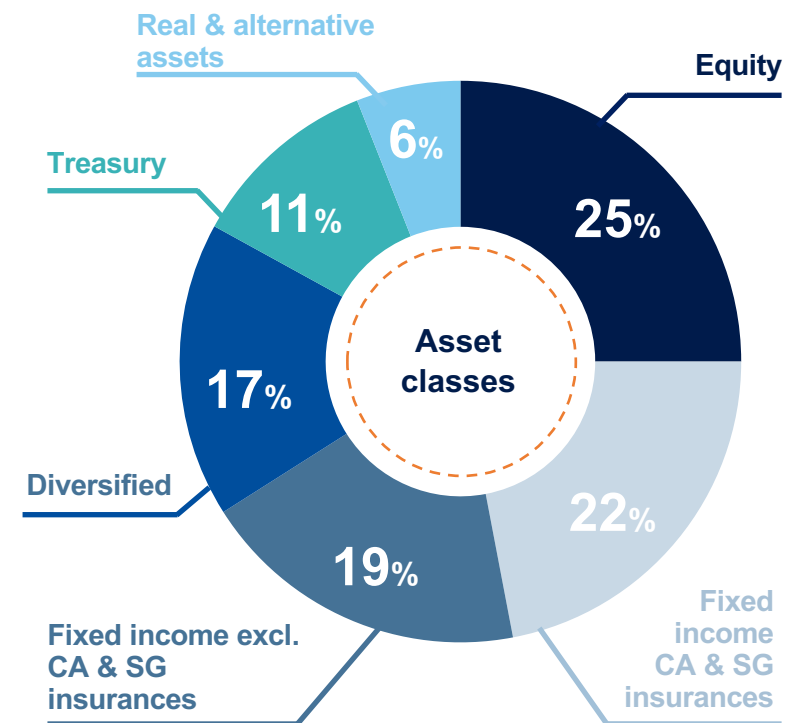 Real & alternative
assets
Equity
6%
Treasury
11%
25%
Asset
classes
17%
Diversified
22%
19%
Fixed
income
CA & SG
insurances
Fixed income excl.
CA & SG
insurances